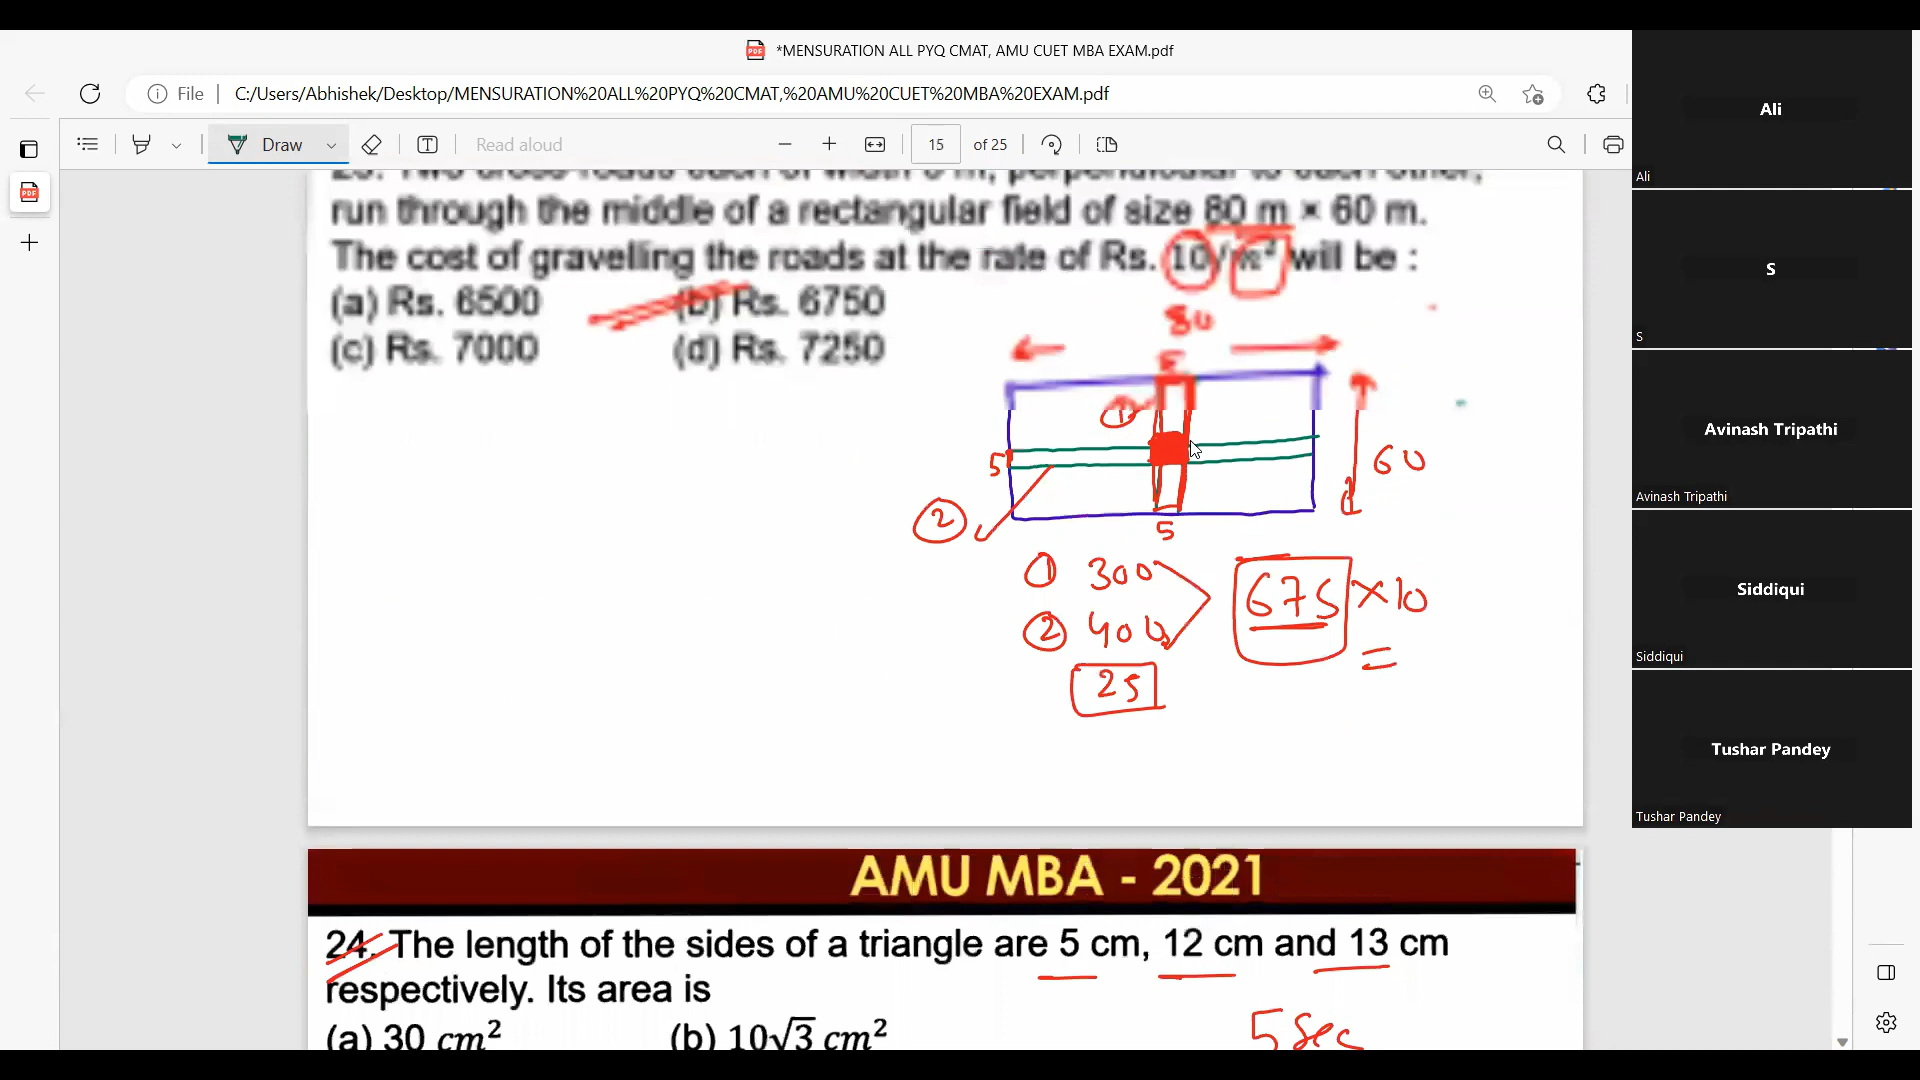 *MENSURATION ALL PYQ CMAT, AMU CUET MBA EXAM.pdf
File
C:/Users/Abhishek/Desktop/MENSURATION%20ALL%20PYQ%20CMAT,%20AMU%20CUET%20MBA%20EXAM.pdf
Draw
Read aloud
15 of 25
run through the middle of a rectangular field of size 80 m × 60 m.
The cost of gravelling the roads at the rate of Rs. 10/m² will be :
(a) Rs. 6500 (b) Rs. 6750
(c) Rs. 7000 (d) Rs. 7250
80
5
1
5
60
2
5
1 300
2 400
25
675 × 10
=
AMU MBA - 2021
24. The length of the sides of a triangle are 5 cm, 12 cm and 13 cm
respectively. Its area is
(a) 30 cm² (b) 10√3 cm²
5 Sec
Ali
Ali
S
S
Avinash Tripathi
Avinash Tripathi
Siddiqui
Siddiqui
Tushar Pandey
Tushar Pandey